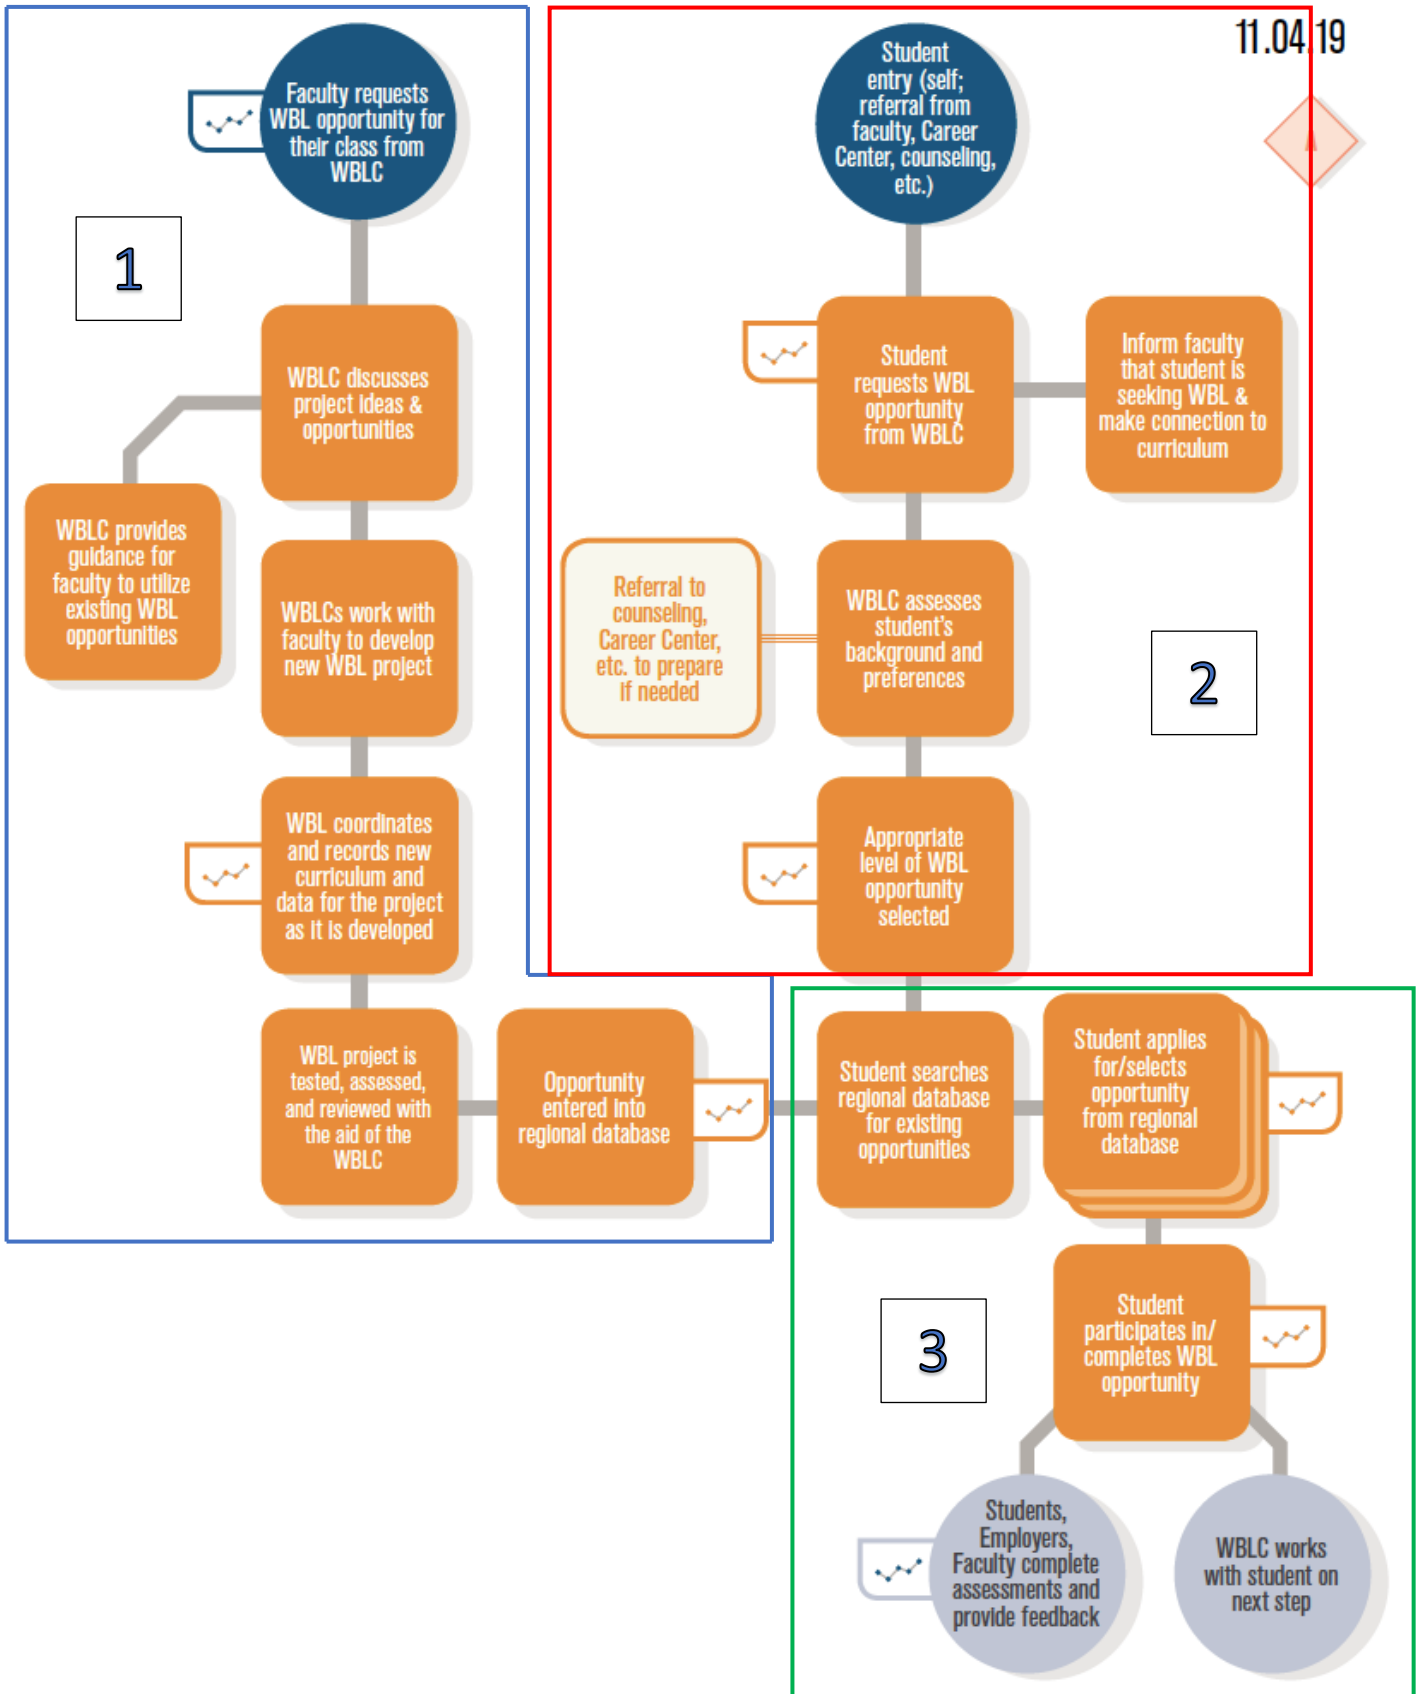 11.04.19
Faculty requests
WBL opportunity for
their class from
WBLC
1
WBLC discusses
project ideas &
opportunities
WBLC provides
guidance for
faculty to utilize
existing WBL
opportunities
WBLCs work with
faculty to develop
new WBL project
WBL coordinates
and records new
curriculum and
data for the project
as it is developed
WBL project is
tested, assessed,
and reviewed with
the aid of the
WBLC
Opportunity
entered into
regional database
Student
entry (self;
referral from
faculty, Career
Center, counseling,
etc.)
A
Student
requests WBL
opportunity
from WBLC
Inform faculty
that student is
seeking WBL &
make connection to
curriculum
Referral to
counseling,
Career Center,
etc. to prepare
if needed
WBLC assesses
student's
background and
preferences
2
Appropriate
level of WBL
opportunity
selected
Student searches
regional database
for existing
opportunities
Student applies
for/selects
opportunity
from regional
database
3
Student
participates in/
completes WBL
opportunity
Students,
Employers,
Faculty complete
assessments and
provide feedback
WBLC works
with student on
next step